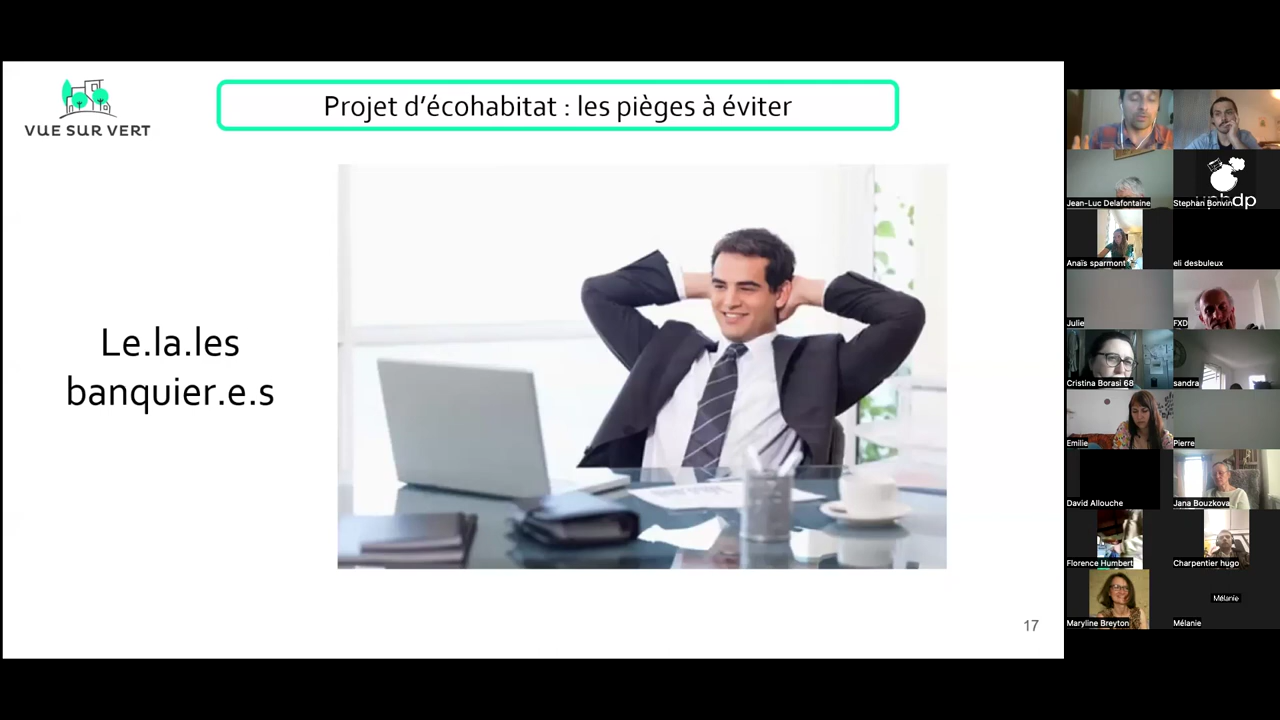 Projet d'écohabitat : les pièges à éviter
VUE SUR VERT
Le.la.les
banquier.e.s
17
Jean-Luc Delafontaine
Stephan Bonvin
Anaïs sparmont
eli desbuleux
Julie
FXD
Cristina Borasi 68
sandra
Emilie
Pierre
David Allouche
Jana Bouzkova
Florence Humbert
Charpentier hugo
Mélanie
Maryline Breyton
Mélanie